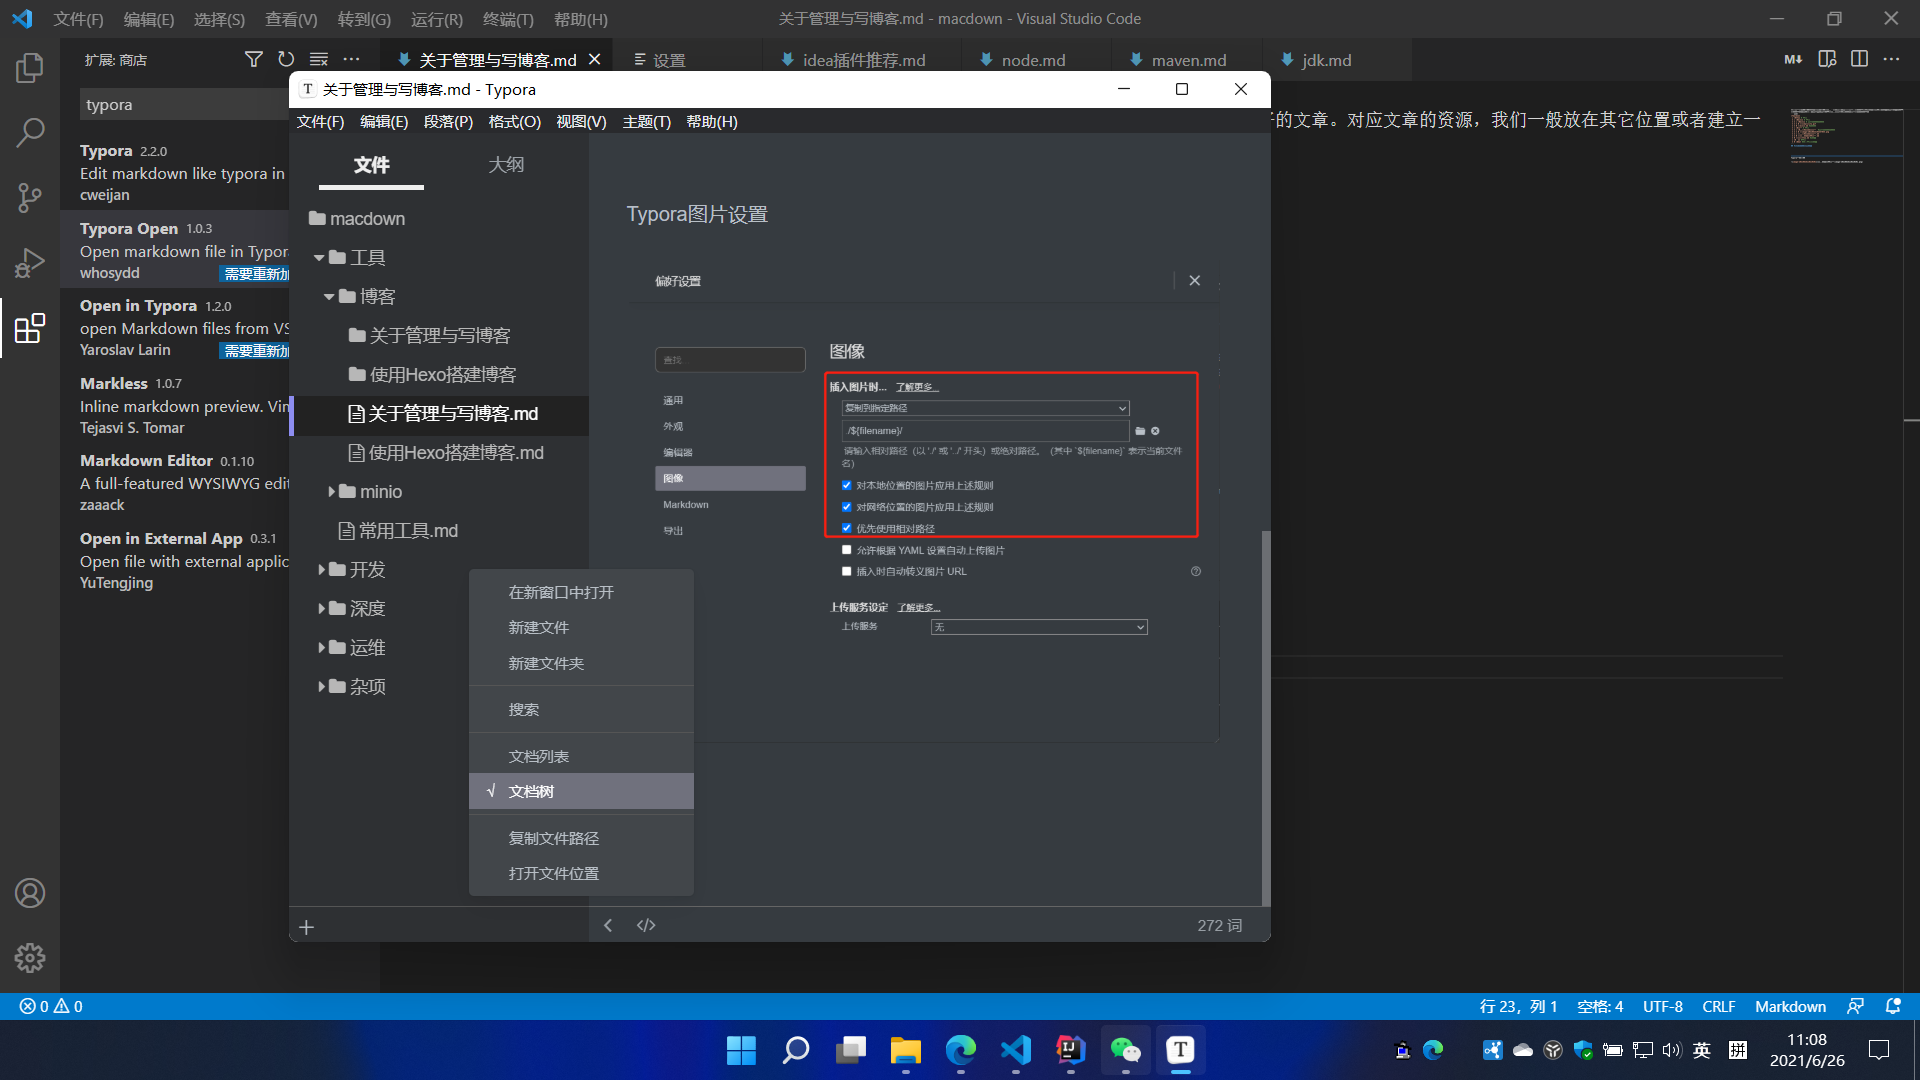 文件(F) 编辑(E) 选择(S) 查看(V) 转到(G) 运行(R) 终端(T) 帮助(H)
关于管理与写博客.md - macdown - Visual Studio Code
扩展: 商店
关于管理与写博客.md
设置
idea插件推荐.md
node.md
maven.md
jdk.md
typora
Typora 2.2.0
Edit markdown like typora in
cweijan
Typora Open 1.0.3
Open markdown file in Typor
whosydd
需要重新加
Open in Typora 1.2.0
open Markdown files from VS
Yaroslav Larin
需要重新加
Markless 1.0.7
Inline markdown preview. Vin
Tejasvi S. Tomar
Markdown Editor 0.1.10
A full-featured WYSIWYG edit
zaaack
Open in External App 0.3.1
Open file with external applic
YuTengjing
的文章。对应文章的资源，我们一般放在其它位置或者建立一
T 关于管理与写博客.md - Typora
文件(F) 编辑(E) 段落(P) 格式(O) 视图(V) 主题(T) 帮助(H)
文件 大纲
macdown
工具
博客
关于管理与写博客
使用Hexo搭建博客
关于管理与写博客.md
使用Hexo搭建博客.md
minio
常用工具.md
开发
深度
运维
杂项
在新窗口中打开
新建文件
新建文件夹
搜索
文档列表
√ 文档树
复制文件路径
打开文件位置
Typora图片设置
偏好设置
查找
通用
外观
编辑器
图像
Markdown
导出
图像
插入图片时... 了解更多...
复制到指定路径
/${filename}/
请输入相对路径（以 './' 或 '../' 开头）或绝对路径。（其中 `${filename}` 表示当前文件
名）
对本地位置的图片应用上述规则
对网络位置的图片应用上述规则
优先使用相对路径
允许根据 YAML 设置自动上传图片
插入时自动转义图片 URL
上传服务设定 了解更多...
上传服务 无
272 词
0 0
行 23，列 1 空格: 4 UTF-8 CRLF Markdown
英 拼
11:08
2021/6/26